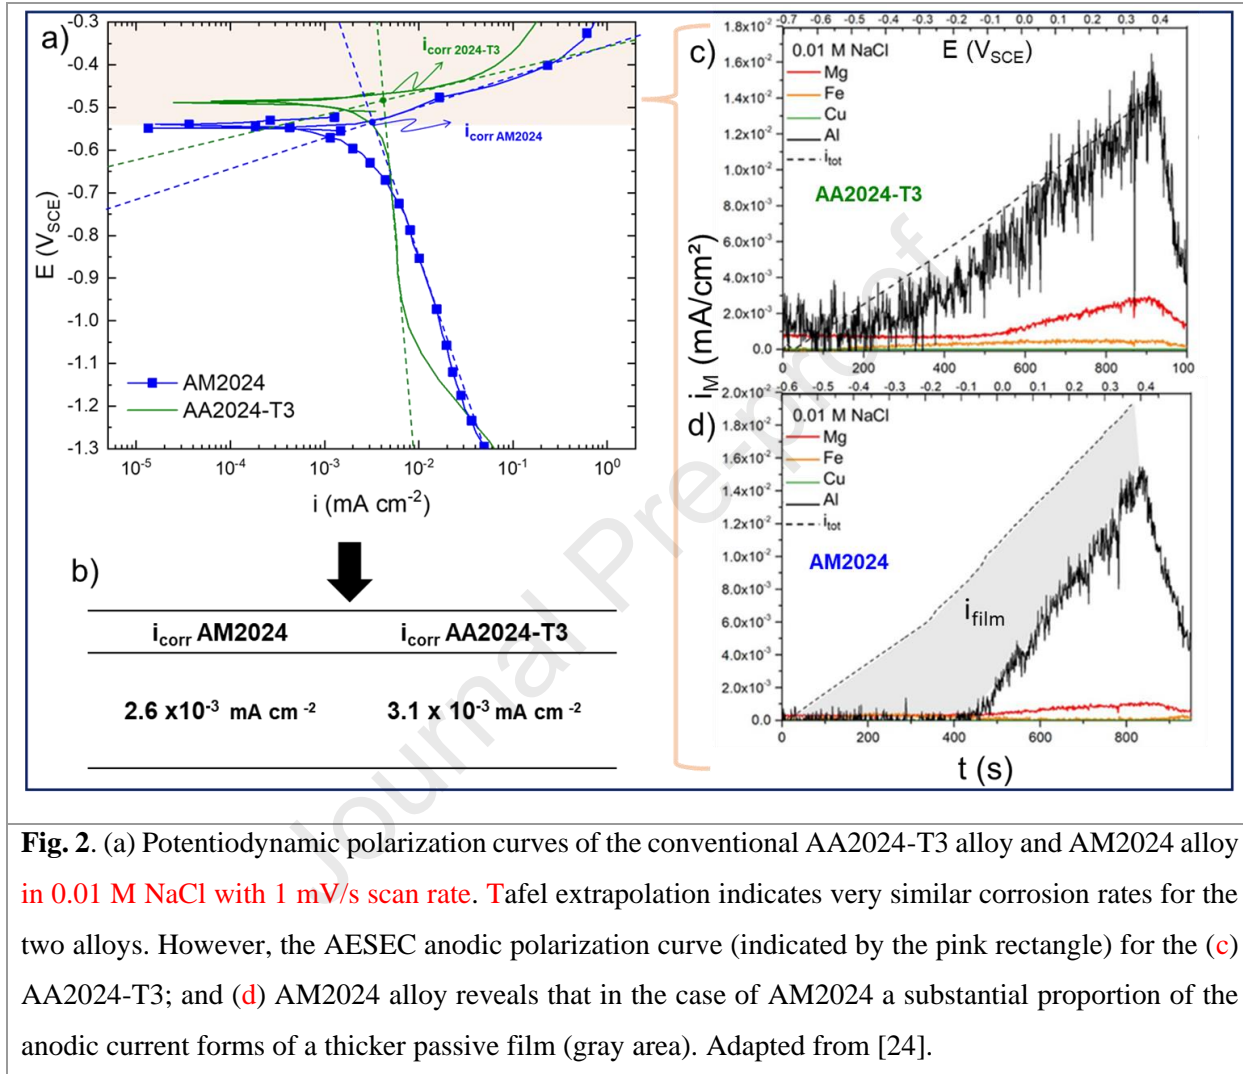 a)
-0.3
-0.4
-0.5
-0.6
-0.7
-0.8
-0.9
-1.0
-1.1
-1.2
-1.3
E (V_SCE)
i_corr 2024-T3
i_corr AM2024
AM2024
AA2024-T3
10^-5 10^-4 10^-3 10^-2 10^-1 10^0
i (mA cm^-2)
b)
i_corr AM2024 i_corr AA2024-T3
2.6 x10^-3 mA cm^-2 3.1 x 10^-3 mA cm^-2
c)
-0.7 -0.6 -0.5 -0.4 -0.3 -0.2 -0.1 0.0 0.1 0.2 0.3 0.4
E (V_SCE)
1.8x10^-2
1.6x10^-2
1.4x10^-2
1.2x10^-2
1.0x10^-2
8.0x10^-3
6.0x10^-3
4.0x10^-3
2.0x10^-3
0.0
0.01 M NaCl
Mg
Fe
Cu
Al
i_tot
AA2024-T3
0 200 400 600 800 100
i_M (mA/cm²)
d)
-0.6 -0.5 -0.4 -0.3 -0.2 -0.1 0.0 0.1 0.2 0.3 0.4
2.0x10^-2
1.8x10^-2
1.6x10^-2
1.4x10^-2
1.2x10^-2
1.0x10^-2
8.0x10^-3
6.0x10^-3
4.0x10^-3
2.0x10^-3
0.0
0.01 M NaCl
Mg
Fe
Cu
Al
i_tot
AM2024
i_film
0 200 400 600 800
t (s)
Journal Pre-proof
Fig. 2. (a) Potentiodynamic polarization curves of the conventional AA2024-T3 alloy and AM2024 alloy
in 0.01 M NaCl with 1 mV/s scan rate. Tafel extrapolation indicates very similar corrosion rates for the
two alloys. However, the AESEC anodic polarization curve (indicated by the pink rectangle) for the (c)
AA2024-T3; and (d) AM2024 alloy reveals that in the case of AM2024 a substantial proportion of the
anodic current forms of a thicker passive film (gray area). Adapted from [24].